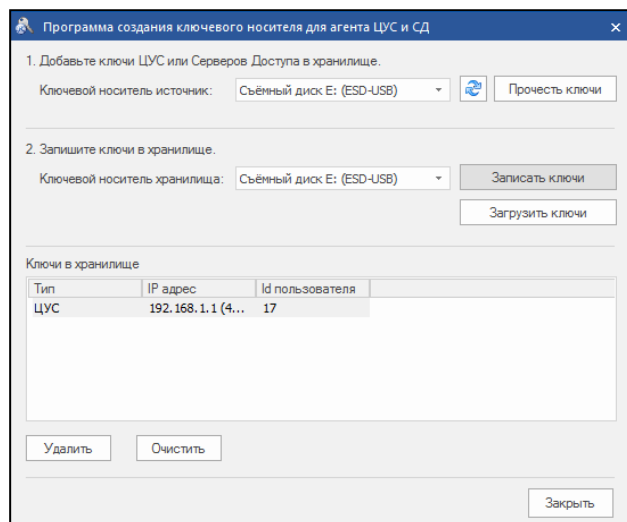 Программа создания ключевого носителя для агента ЦУС и СД
1. Добавьте ключи ЦУС или Серверов Доступа в хранилище.
Ключевой носитель источник: Съёмный диск E: (ESD-USB) Прочесть ключи
2. Запишите ключи в хранилище.
Ключевой носитель хранилища: Съёмный диск E: (ESD-USB) Записать ключи
Загрузить ключи
Ключи в хранилище
Тип IP адрес Id пользователя
ЦУС 192.168.1.1 (4... 17
Удалить Очистить
Закрыть